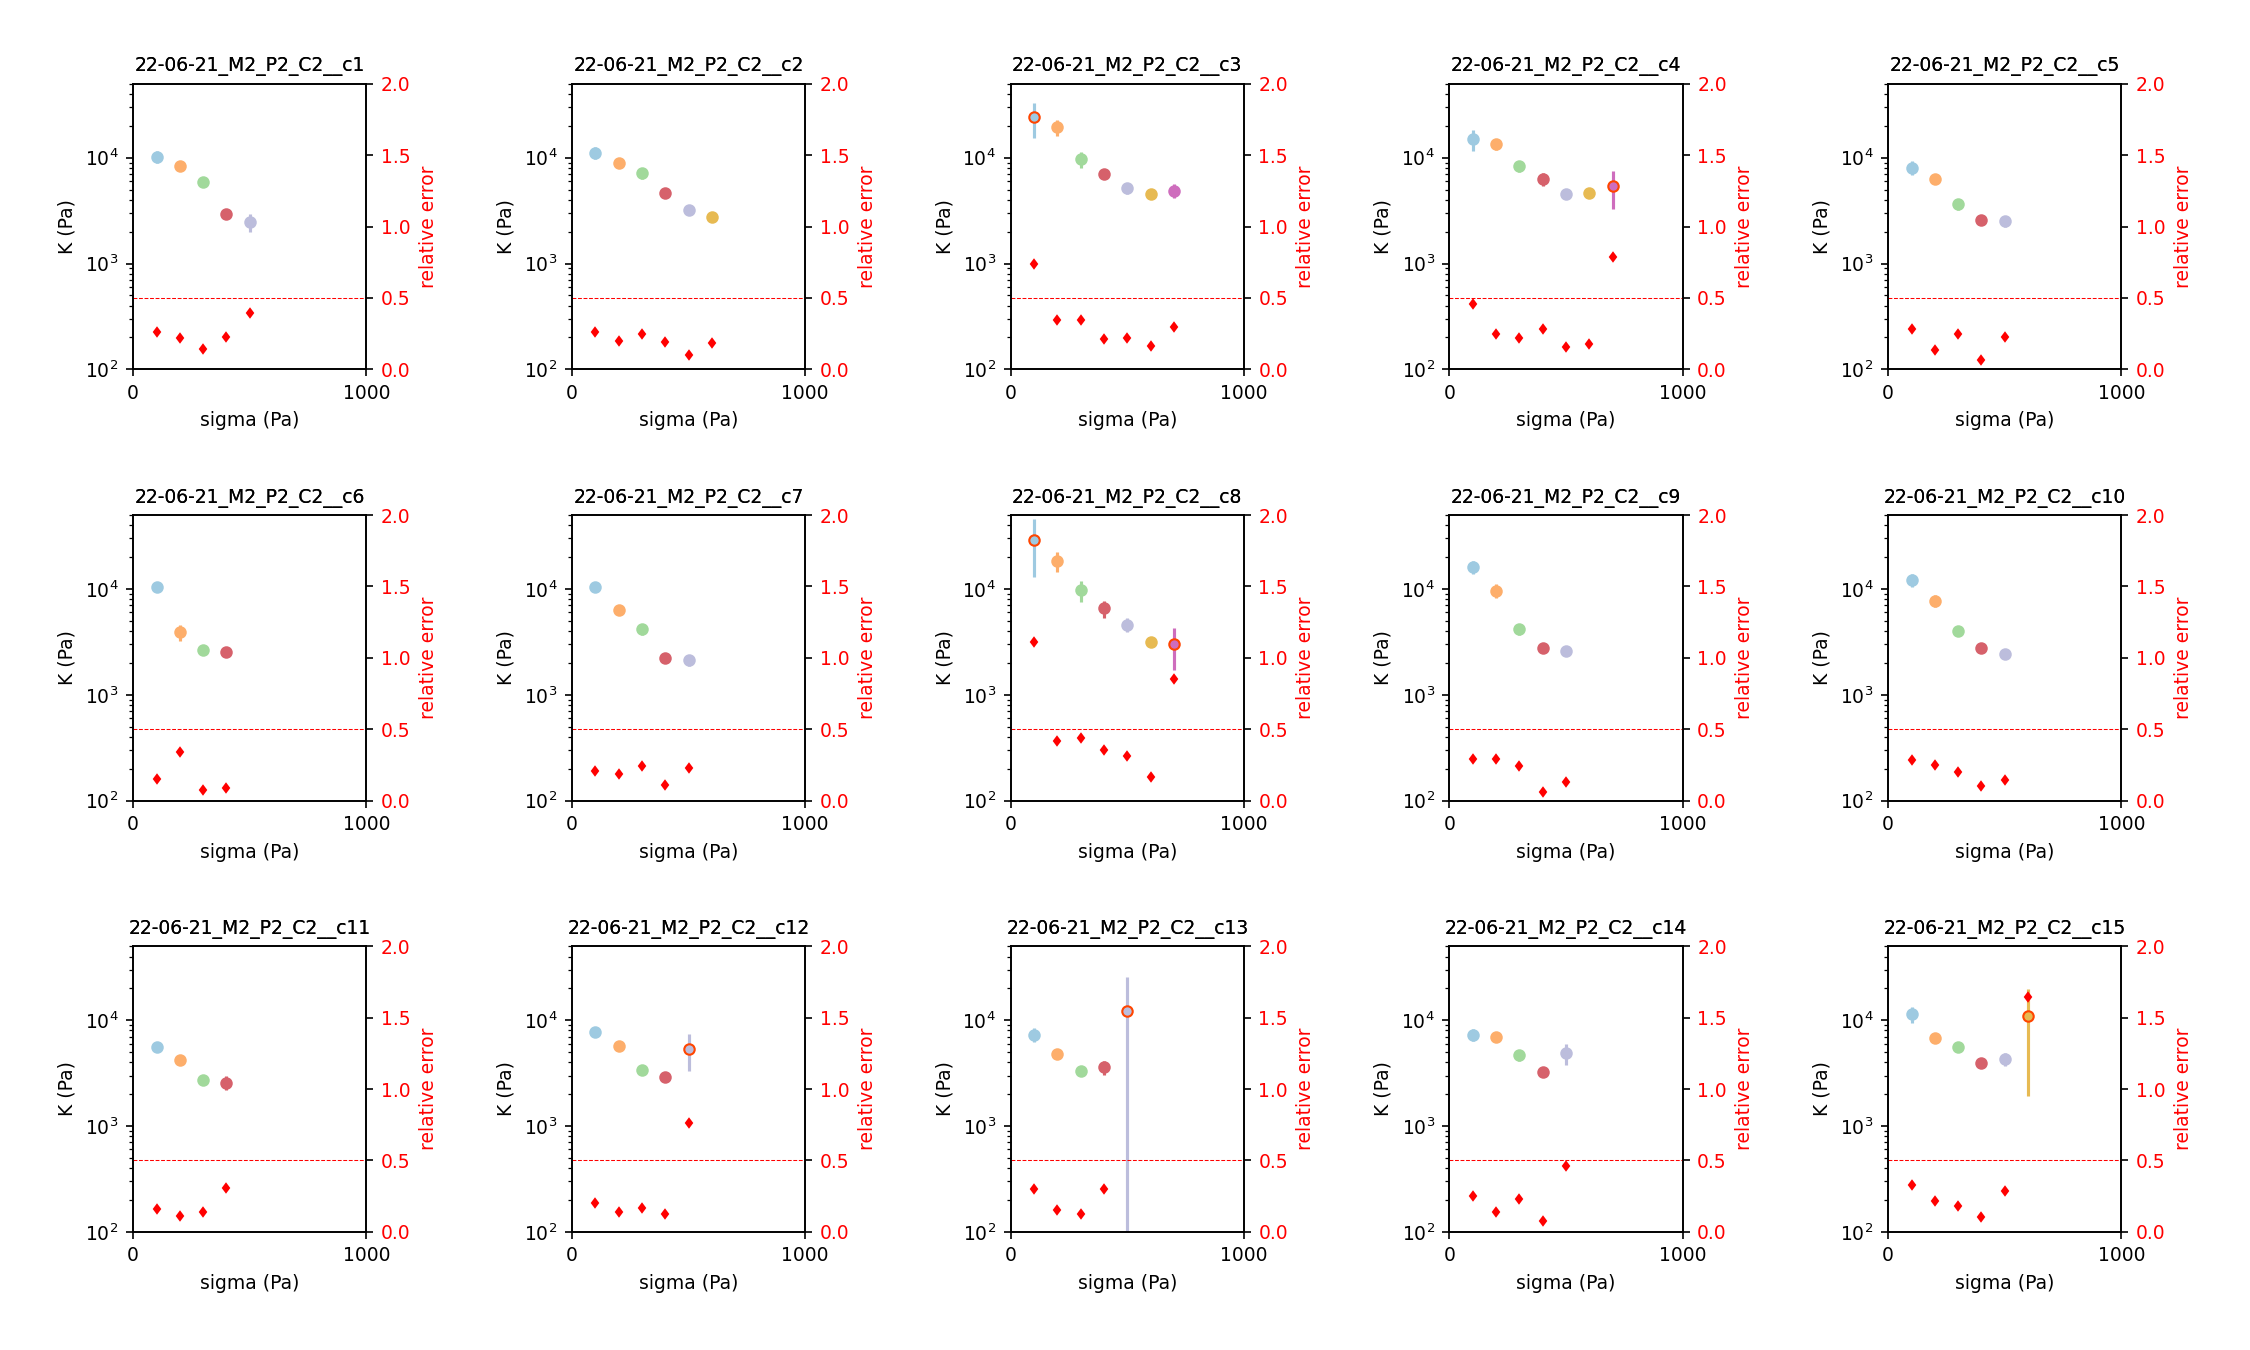 22-06-21_M2_P2_C2__c1
K (Pa)
10^4
10^3
10^2
0
1000
sigma (Pa)
2.0
1.5
1.0
0.5
0.0
relative error
22-06-21_M2_P2_C2__c2
K (Pa)
10^4
10^3
10^2
0
1000
sigma (Pa)
2.0
1.5
1.0
0.5
0.0
relative error
22-06-21_M2_P2_C2__c3
K (Pa)
10^4
10^3
10^2
0
1000
sigma (Pa)
2.0
1.5
1.0
0.5
0.0
relative error
22-06-21_M2_P2_C2__c4
K (Pa)
10^4
10^3
10^2
0
1000
sigma (Pa)
2.0
1.5
1.0
0.5
0.0
relative error
22-06-21_M2_P2_C2__c5
K (Pa)
10^4
10^3
10^2
0
1000
sigma (Pa)
2.0
1.5
1.0
0.5
0.0
relative error
22-06-21_M2_P2_C2__c6
K (Pa)
10^4
10^3
10^2
0
1000
sigma (Pa)
2.0
1.5
1.0
0.5
0.0
relative error
22-06-21_M2_P2_C2__c7
K (Pa)
10^4
10^3
10^2
0
1000
sigma (Pa)
2.0
1.5
1.0
0.5
0.0
relative error
22-06-21_M2_P2_C2__c8
K (Pa)
10^4
10^3
10^2
0
1000
sigma (Pa)
2.0
1.5
1.0
0.5
0.0
relative error
22-06-21_M2_P2_C2__c9
K (Pa)
10^4
10^3
10^2
0
1000
sigma (Pa)
2.0
1.5
1.0
0.5
0.0
relative error
22-06-21_M2_P2_C2__c10
K (Pa)
10^4
10^3
10^2
0
1000
sigma (Pa)
2.0
1.5
1.0
0.5
0.0
relative error
22-06-21_M2_P2_C2__c11
K (Pa)
10^4
10^3
10^2
0
1000
sigma (Pa)
2.0
1.5
1.0
0.5
0.0
relative error
22-06-21_M2_P2_C2__c12
K (Pa)
10^4
10^3
10^2
0
1000
sigma (Pa)
2.0
1.5
1.0
0.5
0.0
relative error
22-06-21_M2_P2_C2__c13
K (Pa)
10^4
10^3
10^2
0
1000
sigma (Pa)
2.0
1.5
1.0
0.5
0.0
relative error
22-06-21_M2_P2_C2__c14
K (Pa)
10^4
10^3
10^2
0
1000
sigma (Pa)
2.0
1.5
1.0
0.5
0.0
relative error
22-06-21_M2_P2_C2__c15
K (Pa)
10^4
10^3
10^2
0
1000
sigma (Pa)
2.0
1.5
1.0
0.5
0.0
relative error